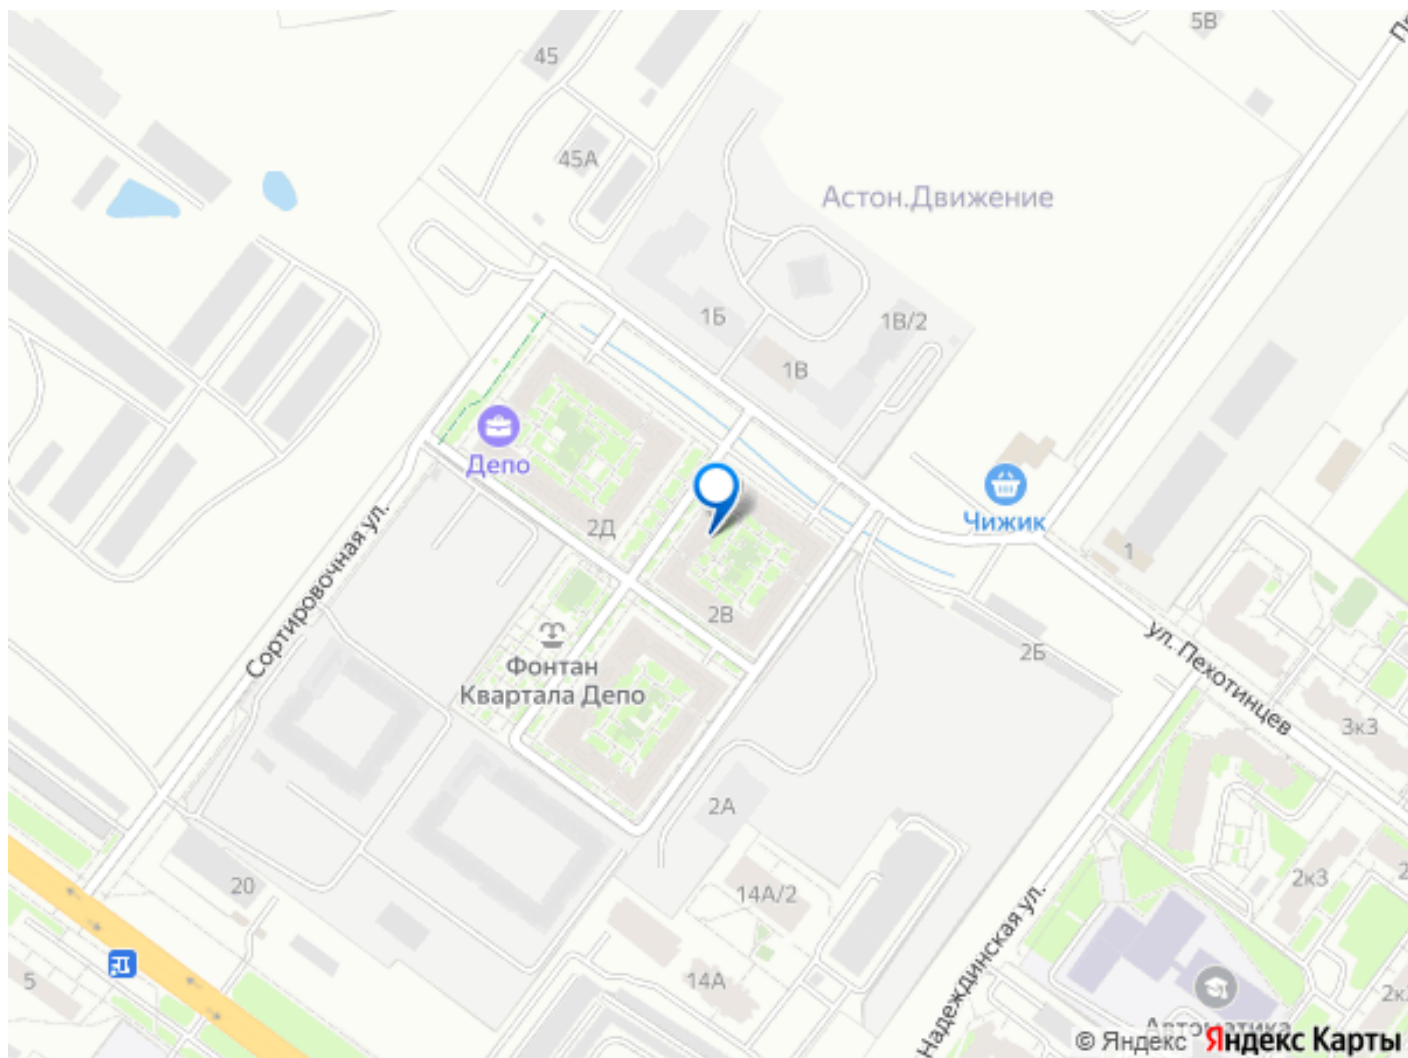 5В
45
45А
Астон.Движение
1Б
1В/2
1В
Депо
Чижик
2Д
1
2В
Сортировочная ул.
Фонтан
Квартала Депо
2Б
ул. Пехотинцев
3к3
2А
20
14А/2
2к3
Надеждинская ул.
14А
5
Автоматика
© Яндекс Яндекс Карты